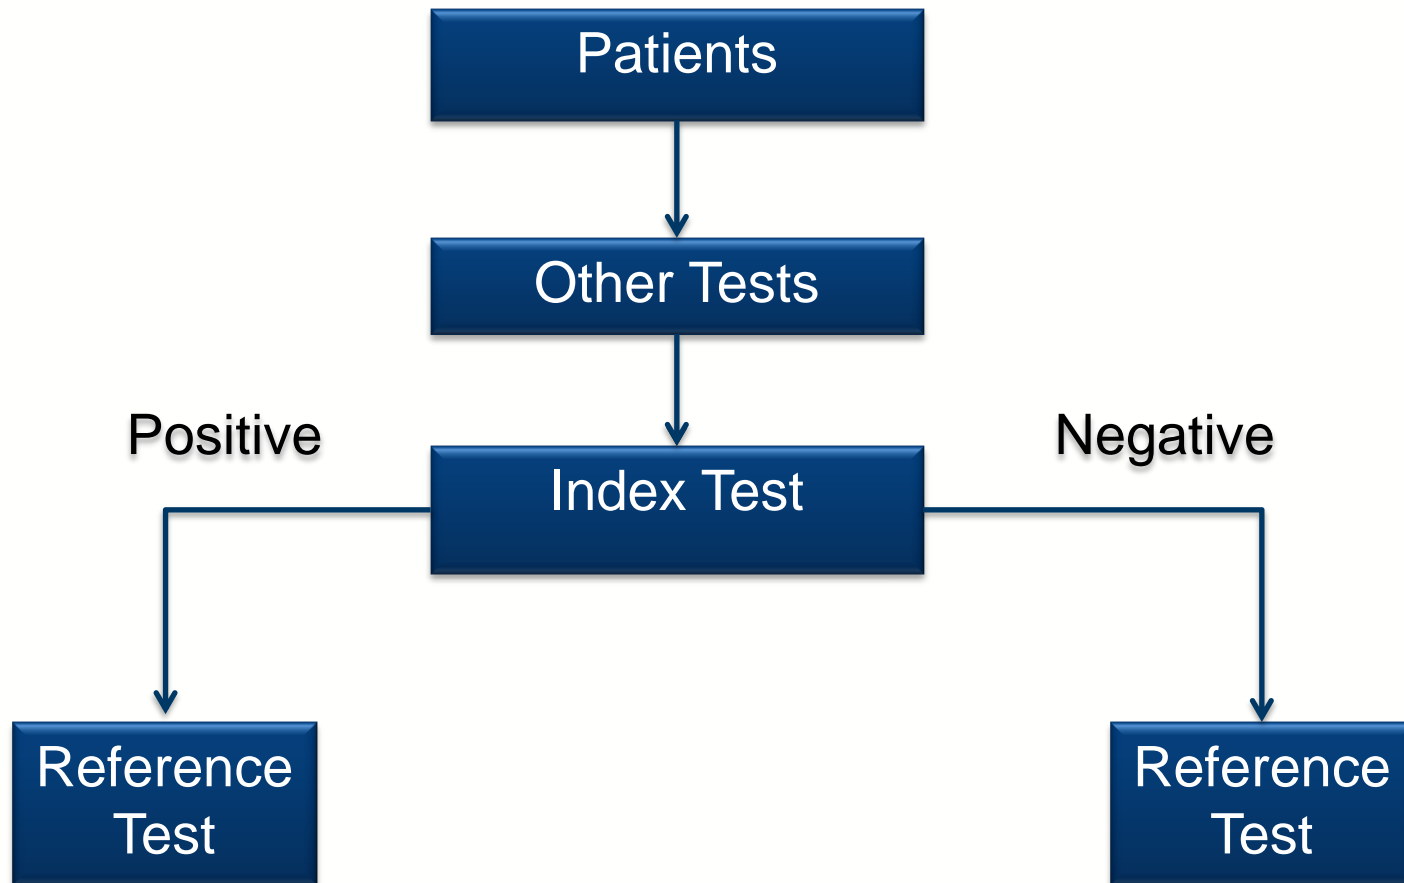 Patients
Other Tests
Positive
Negative
Index Test
Reference
Test
Reference
Test